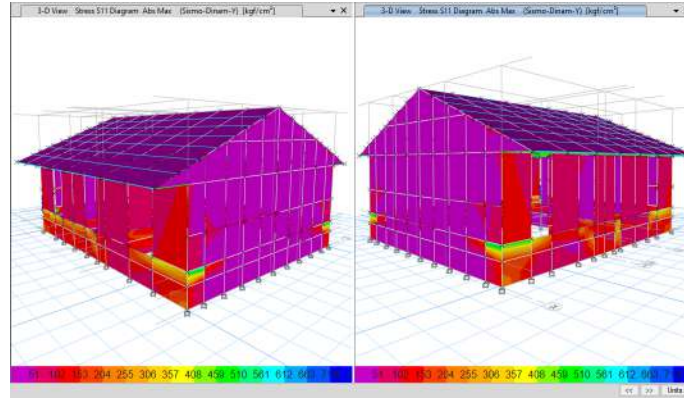 3-D View Stress S11 Diagram Abs Max (Sismo-Dinam-Y) [kgf/cm²]
3-D View Stress S11 Diagram Abs Max (Sismo-Dinam-Y) [kgf/cm²]
51 102 153 204 255 306 357 408 459 510 561 612 663
51 102 153 204 255 306 357 408 459 510 561 612 663
<< >> Units